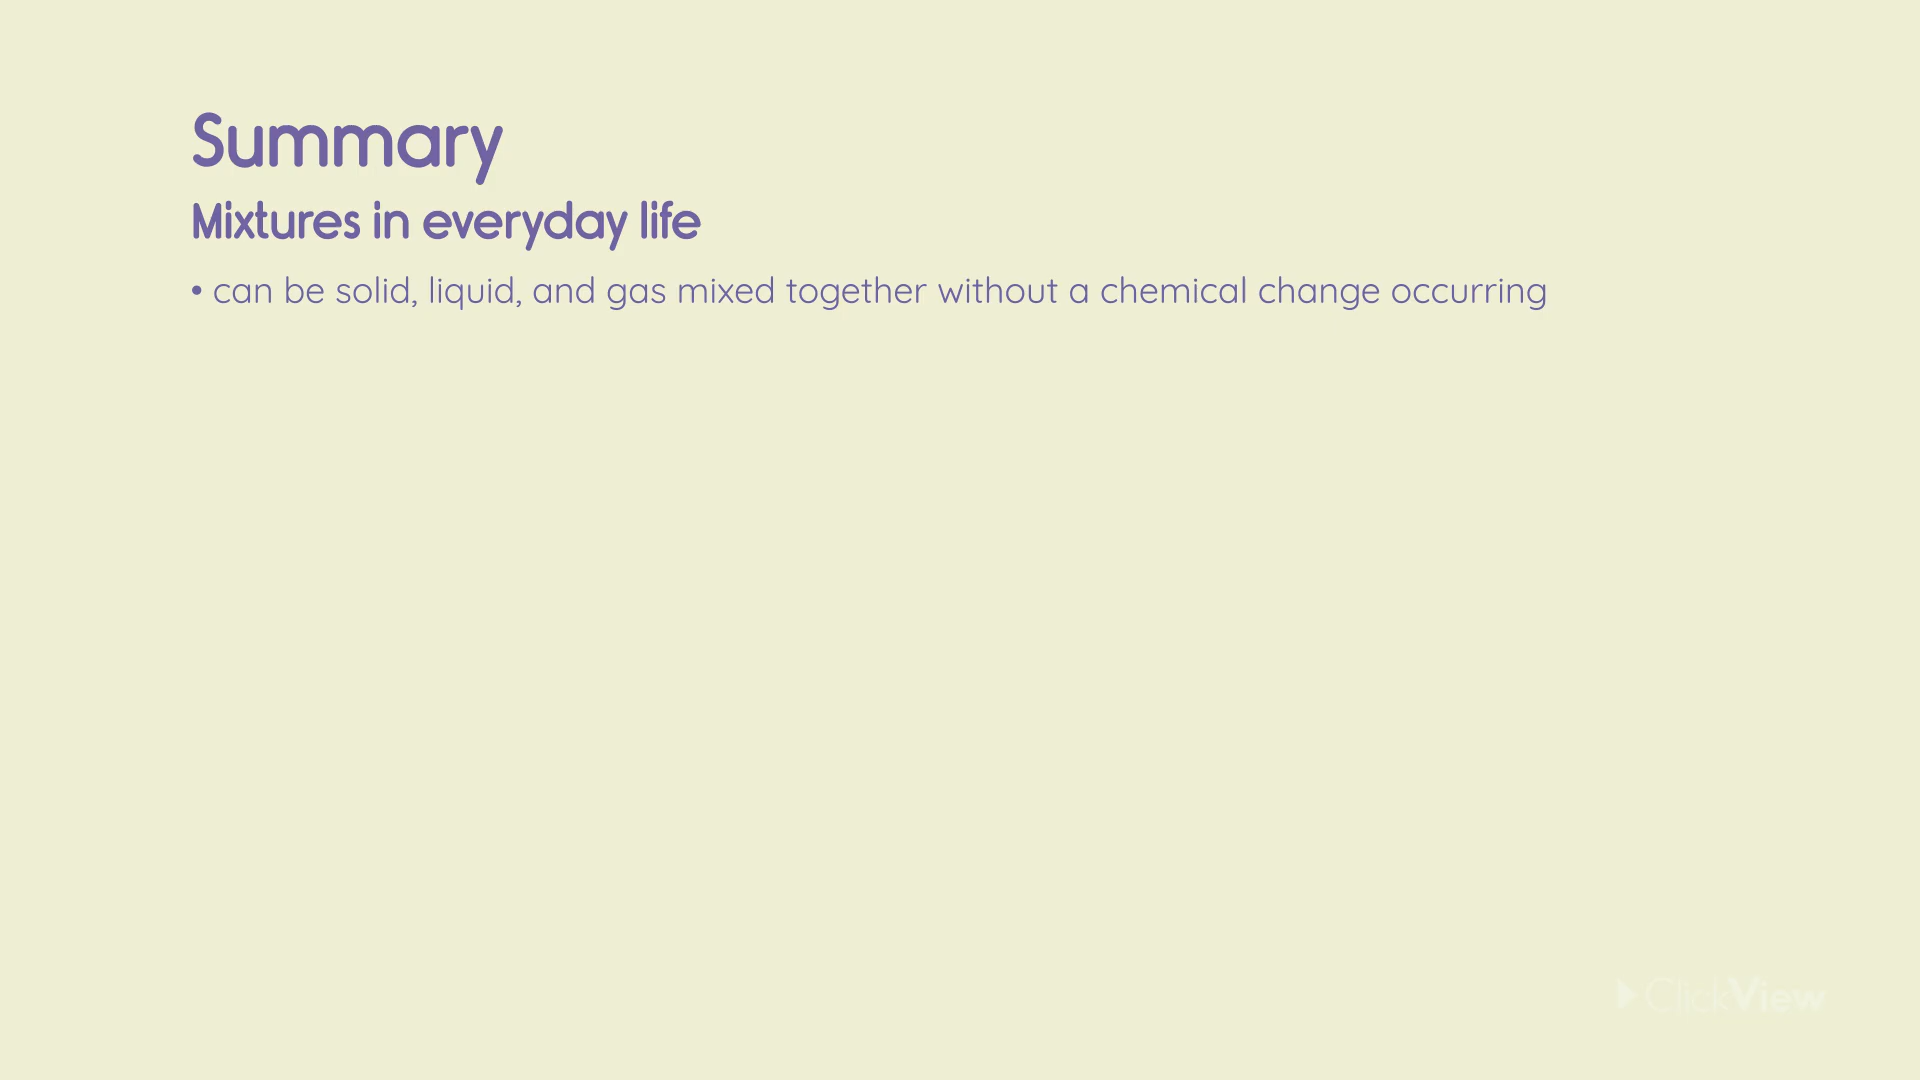 Summary
Mixtures in everyday life
• can be solid, liquid, and gas mixed together without a chemical change occurring
ClickView